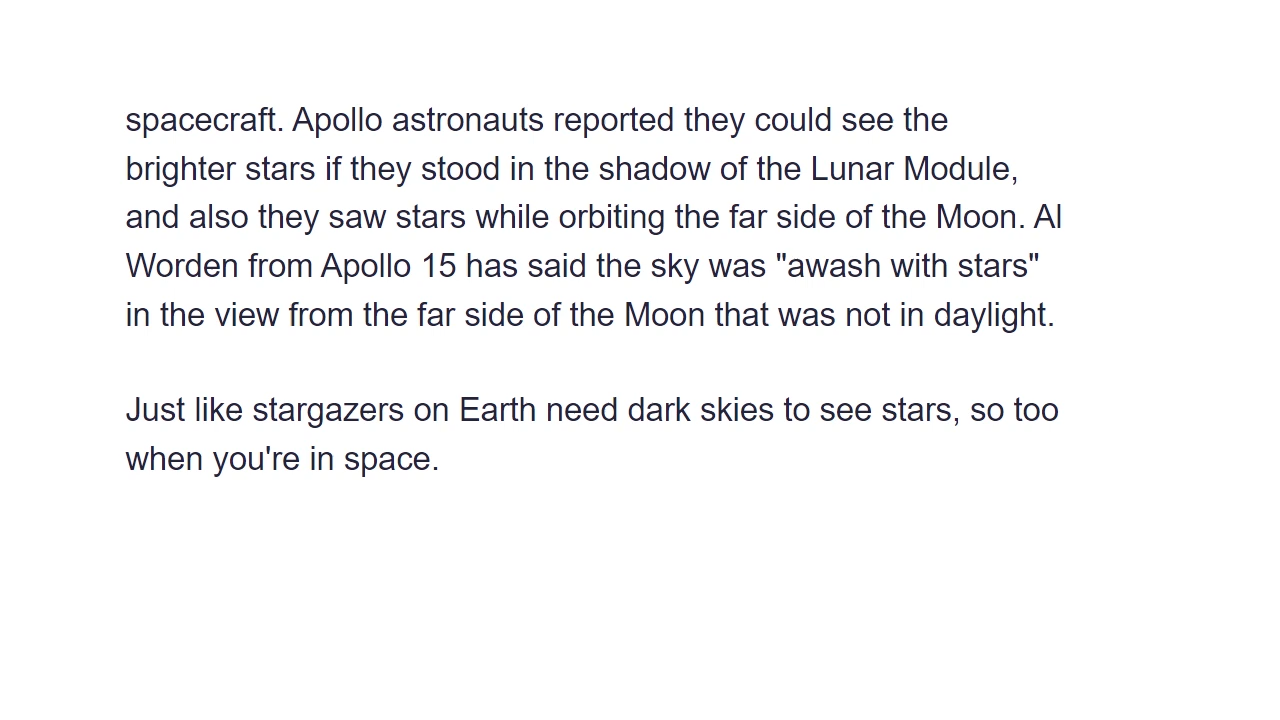 spacecraft. Apollo astronauts reported they could see the
brighter stars if they stood in the shadow of the Lunar Module,
and also they saw stars while orbiting the far side of the Moon. Al
Worden from Apollo 15 has said the sky was "awash with stars"
in the view from the far side of the Moon that was not in daylight.
Just like stargazers on Earth need dark skies to see stars, so too
when you're in space.